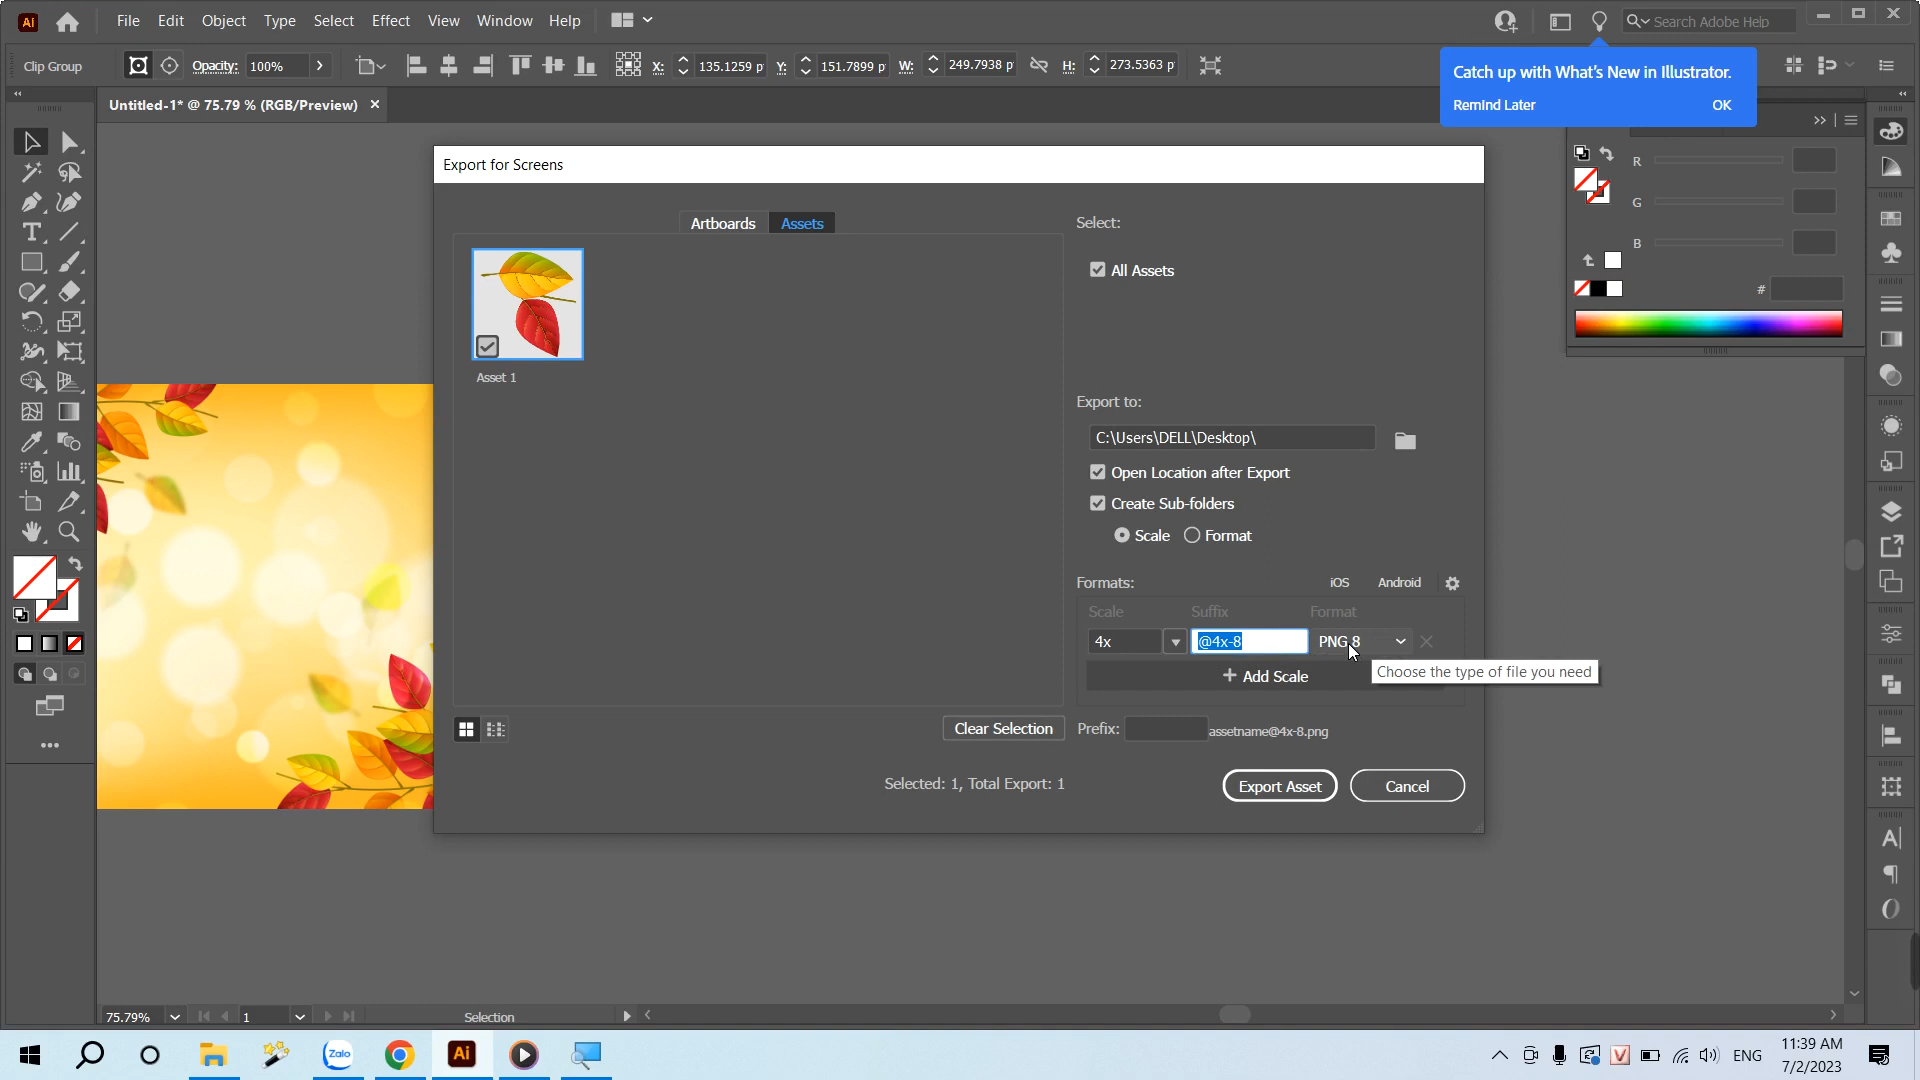 Ai File Edit Object Type Select Effect View Window Help Search Adobe Help
Clip Group Opacity: 100% X: 135.1259 p Y: 151.7899 p W: 249.7938 p H: 273.5363 p
Catch up with What's New in Illustrator.
Remind Later OK
Untitled-1* @ 75.79 % (RGB/Preview)
R
G
B
#
Export for Screens
Artboards Assets
Asset 1
Select:
All Assets
Export to:
C:\Users\DELL\Desktop\
Open Location after Export
Create Sub-folders
Scale Format
Formats: iOS Android
Scale Suffix Format
4x @4x-8 PNG 8
Add Scale
Choose the type of file you need
Clear Selection Prefix: assetname@4x-8.png
Selected: 1, Total Export: 1
Export Asset Cancel
75.79% 1 Selection
Zalo Ai ENG 11:39 AM
7/2/2023